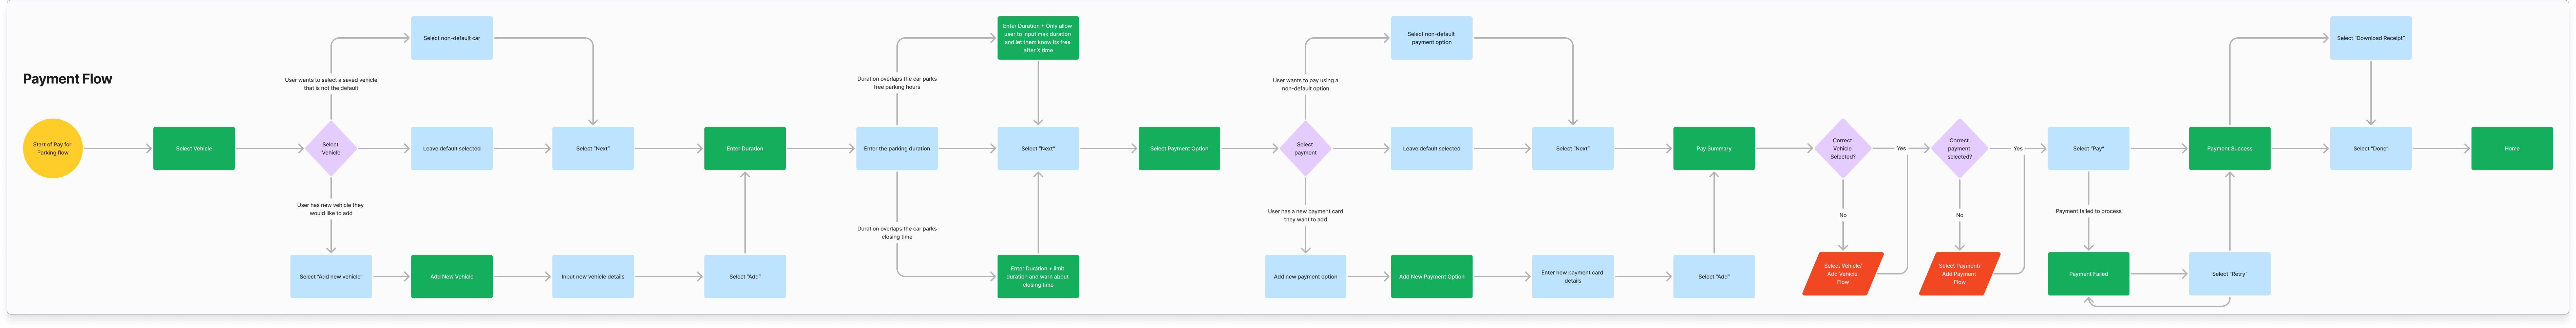 Payment Flow
Start of Pay for
Parking flow
Select Vehicle
Select
Vehicle
User wants to select a saved vehicle
that is not the default
Select non-default car
Leave default selected
Select "Next"
User has new vehicle they
would like to add
Select "Add new vehicle"
Add New Vehicle
Input new vehicle details
Select "Add"
Enter Duration
Enter the parking duration
Duration overlaps the car parks
free parking hours
Enter Duration + Only allow
user to input max duration
and let them know its free
after X time
Select "Next"
Duration overlaps the car parks
closing time
Enter Duration + limit
duration and warn about
closing time
Select Payment Option
Select
payment
User wants to pay using a
non-default option
Select non-default
payment option
Leave default selected
Select "Next"
User has a new payment card
they want to add
Add new payment option
Add New Payment Option
Enter new payment card
details
Select "Add"
Pay Summary
Correct
Vehicle
Selected?
Yes
No
Select Vehicle/
Add Vehicle
Flow
Correct
payment
selected?
Yes
No
Select Payment/
Add Payment
Flow
Select "Pay"
Payment failed to process
Payment Failed
Select "Retry"
Payment Success
Select "Download Receipt"
Select "Done"
Home